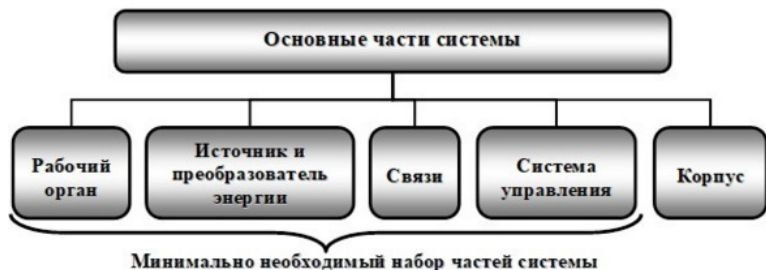 Основные части системы
Рабочий
орган
Источник и
преобразователь
энергии
Связи
Система
управления
Корпус
Минимально необходимый набор частей системы